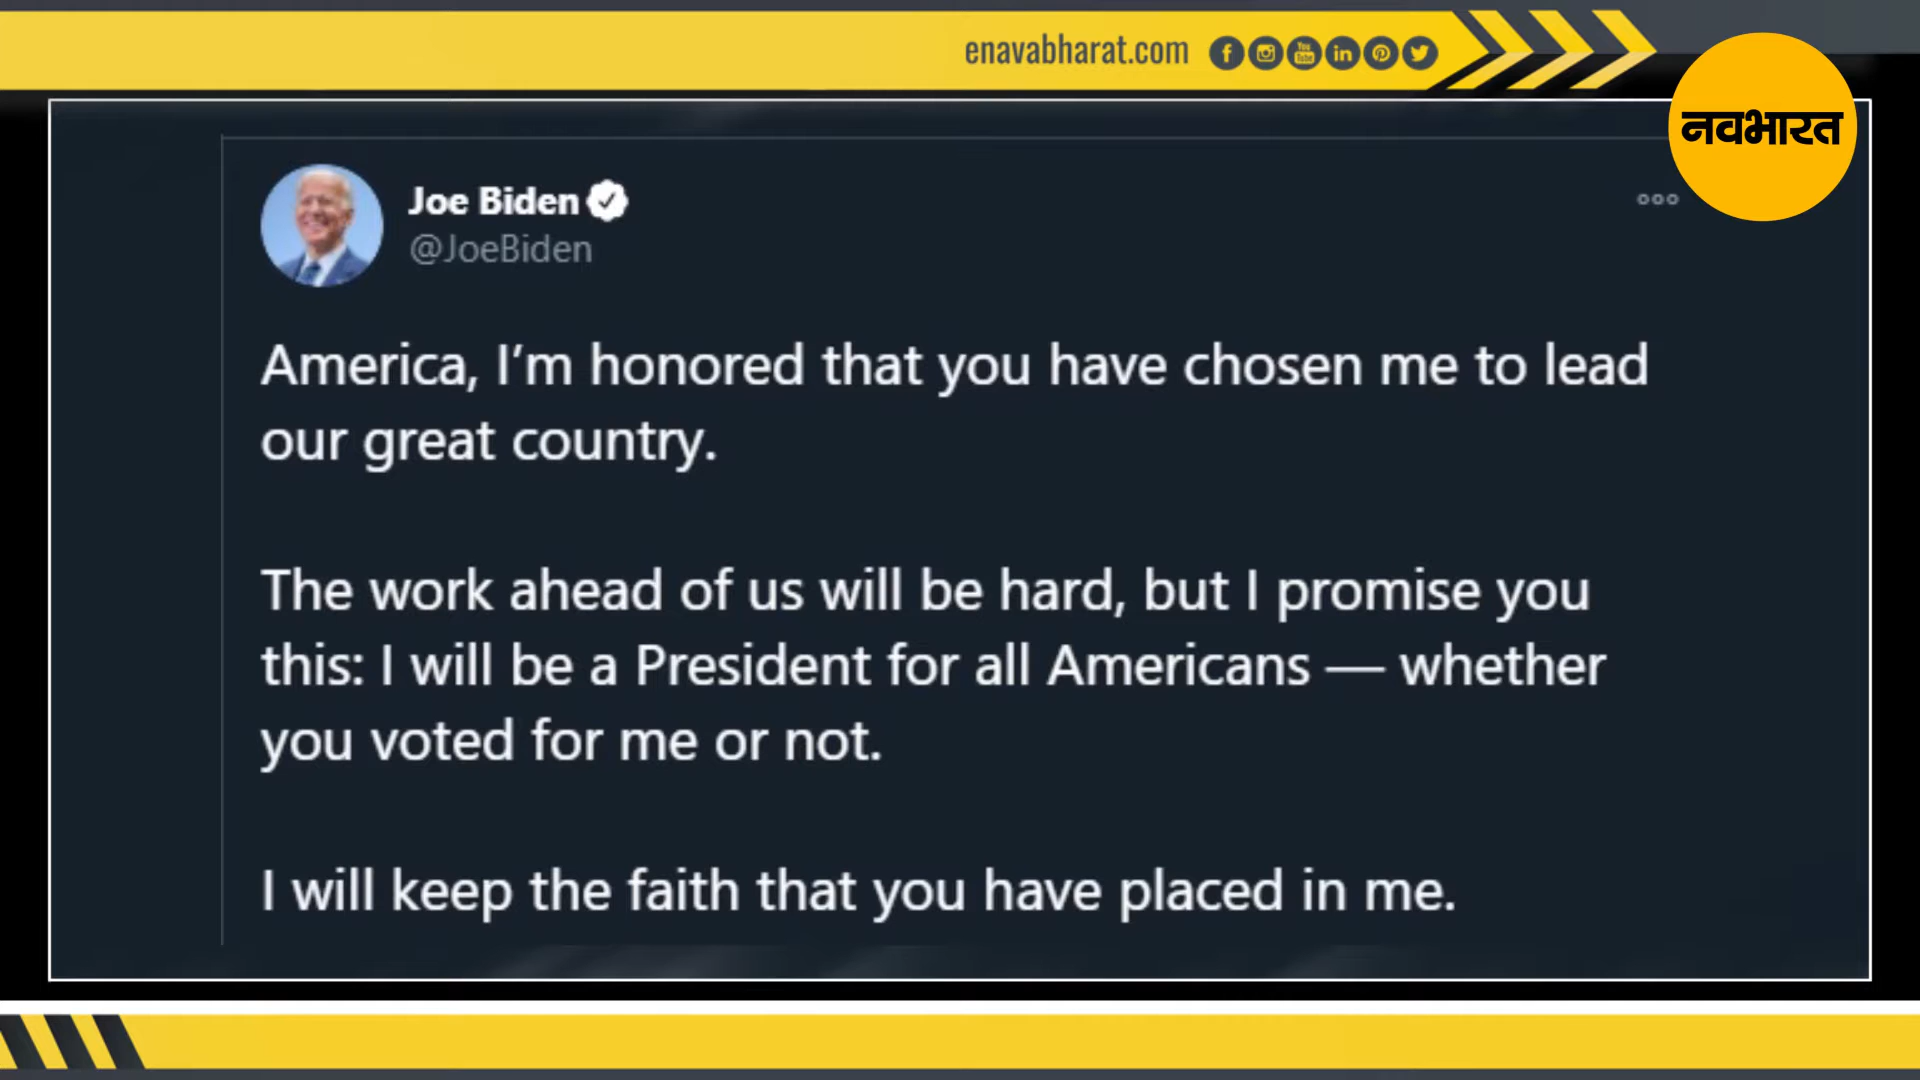 enavabharat.com
नवभारत
Joe Biden
@JoeBiden
America, I'm honored that you have chosen me to lead
our great country.
The work ahead of us will be hard, but I promise you
this: I will be a President for all Americans — whether
you voted for me or not.
I will keep the faith that you have placed in me.